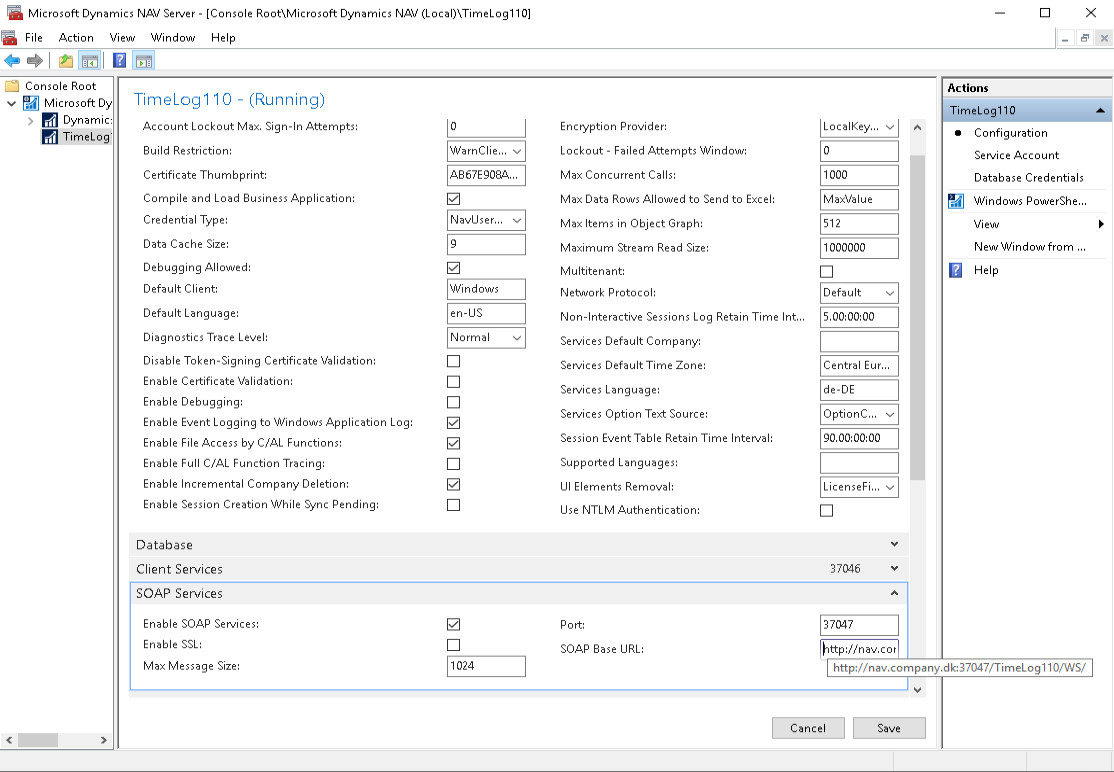 Microsoft Dynamics NAV Server - [Console Root\Microsoft Dynamics NAV (Local)\TimeLog110]
File Action View Window Help
Console Root
Microsoft Dy
Dynamic:
TimeLog
TimeLog110 - (Running)
Account Lockout Max. Sign-In Attempts: 0
Build Restriction: WarnClie...
Certificate Thumbprint: AB67E908A...
Compile and Load Business Application:
Credential Type: NavUser...
Data Cache Size: 9
Debugging Allowed:
Default Client: Windows
Default Language: en-US
Diagnostics Trace Level: Normal
Disable Token-Signing Certificate Validation:
Enable Certificate Validation:
Enable Debugging:
Enable Event Logging to Windows Application Log:
Enable File Access by C/AL Functions:
Enable Full C/AL Function Tracing:
Enable Incremental Company Deletion:
Enable Session Creation While Sync Pending:
Encryption Provider: LocalKey...
Lockout - Failed Attempts Window: 0
Max Concurrent Calls: 1000
Max Data Rows Allowed to Send to Excel: MaxValue
Max Items in Object Graph: 512
Maximum Stream Read Size: 1000000
Multitenant:
Network Protocol: Default
Non-Interactive Sessions Log Retain Time Int... 5.00:00:00
Services Default Company:
Services Default Time Zone: Central Eur...
Services Language: de-DE
Services Option Text Source: OptionC...
Session Event Table Retain Time Interval: 90.00:00:00
Supported Languages:
UI Elements Removal: LicenseFi...
Use NTLM Authentication:
Database
Client Services 37046
SOAP Services
Enable SOAP Services:
Enable SSL:
Max Message Size: 1024
Port: 37047
SOAP Base URL: http://nav.cor
http://nav.company.dk:37047/TimeLog110/WS/
Cancel Save
Actions
TimeLog110
Configuration
Service Account
Database Credentials
Windows PowerShe...
View
New Window from ...
Help